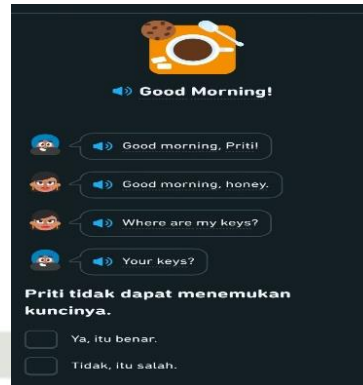 Good Morning!
Good morning, Priti!
Good morning, honey.
Where are my keys?
Your keys?
Priti tidak dapat menemukan
kuncinya.
Ya, itu benar.
Tidak, itu salah.